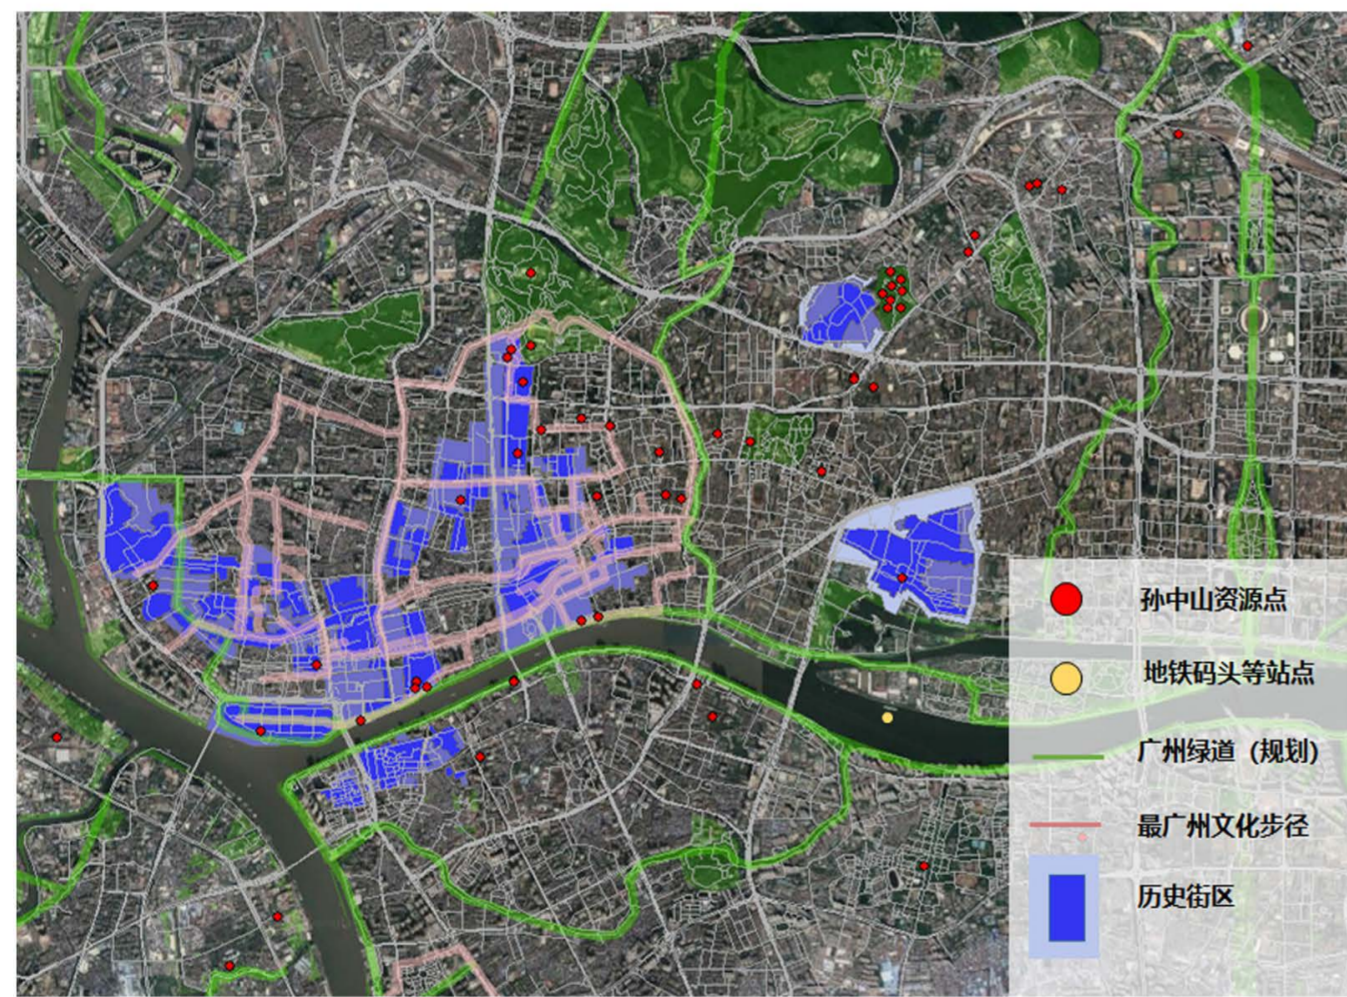 孙中山资源点
地铁码头等站点
广州绿道（规划）
最广州文化步径
历史街区